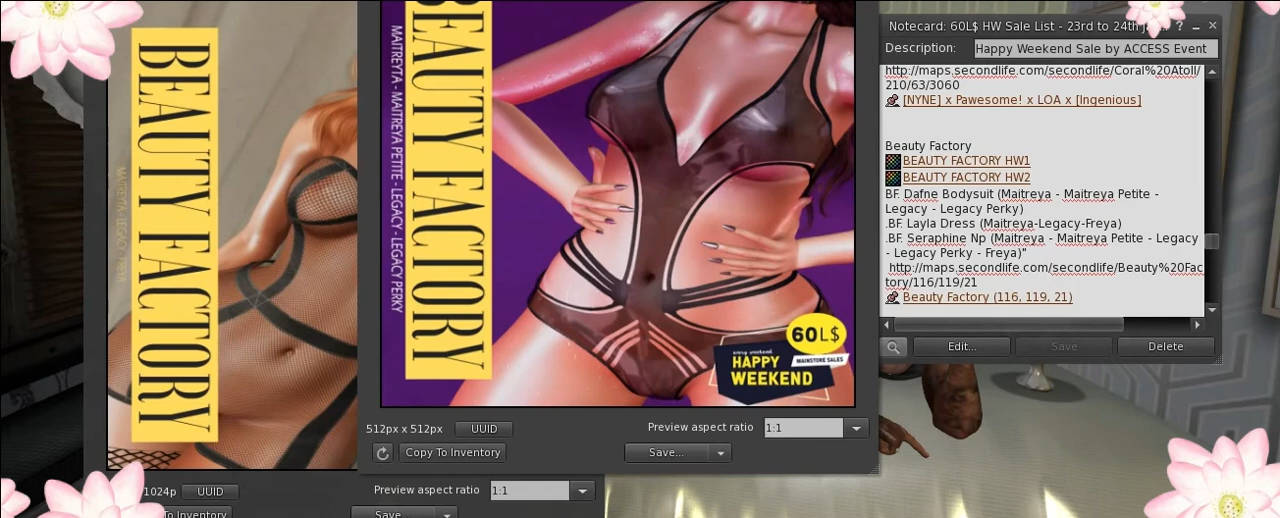 BEAUTY FACTORY
MAITREYTA - LEGACY - FREYA
1024p
UUID
Preview aspect ratio
1:1
To Inventory
Save
BEAUTY FACTORY
MAITREYTA - MAITREYA PETITE - LEGACY - LEGACY PERKY
60L$
every weekend
HAPPY
WEEKEND
MAINSTORE SALES
512px x 512px
UUID
Preview aspect ratio
1:1
Copy To Inventory
Save...
Notecard: 60L$ HW Sale List - 23rd to 24th
Description:
Happy Weekend Sale by ACCESS Event
http://maps.secondlife.com/secondlife/Coral%20Atoll/
210/63/3060
[NYNE] x Pawesome! x LOA x [Ingenious]
Beauty Factory
BEAUTY FACTORY HW1
BEAUTY FACTORY HW2
BF Dafne Bodysuit (Maitreya - Maitreya Petite -
Legacy - Legacy Perky)
.BF Layla Dress (Maitreya-Legacy-Freya)
.BF Seraphine Np (Maitreya - Maitreya Petite - Legacy
- Legacy Perky - Freya)"
http://maps.secondlife.com/secondlife/Beauty%20Fac
tory/116/119/21
Beauty Factory (116, 119, 21)
Edit...
Save
Delete